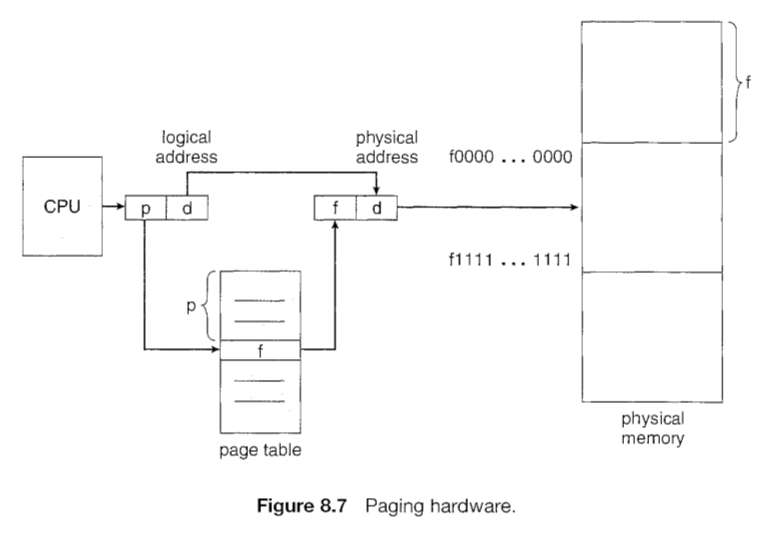 f
logical
address
physical
address
f0000 ... 0000
CPU
p d
f d
f1111 ... 1111
p
f
page table
physical
memory
Figure 8.7 Paging hardware.